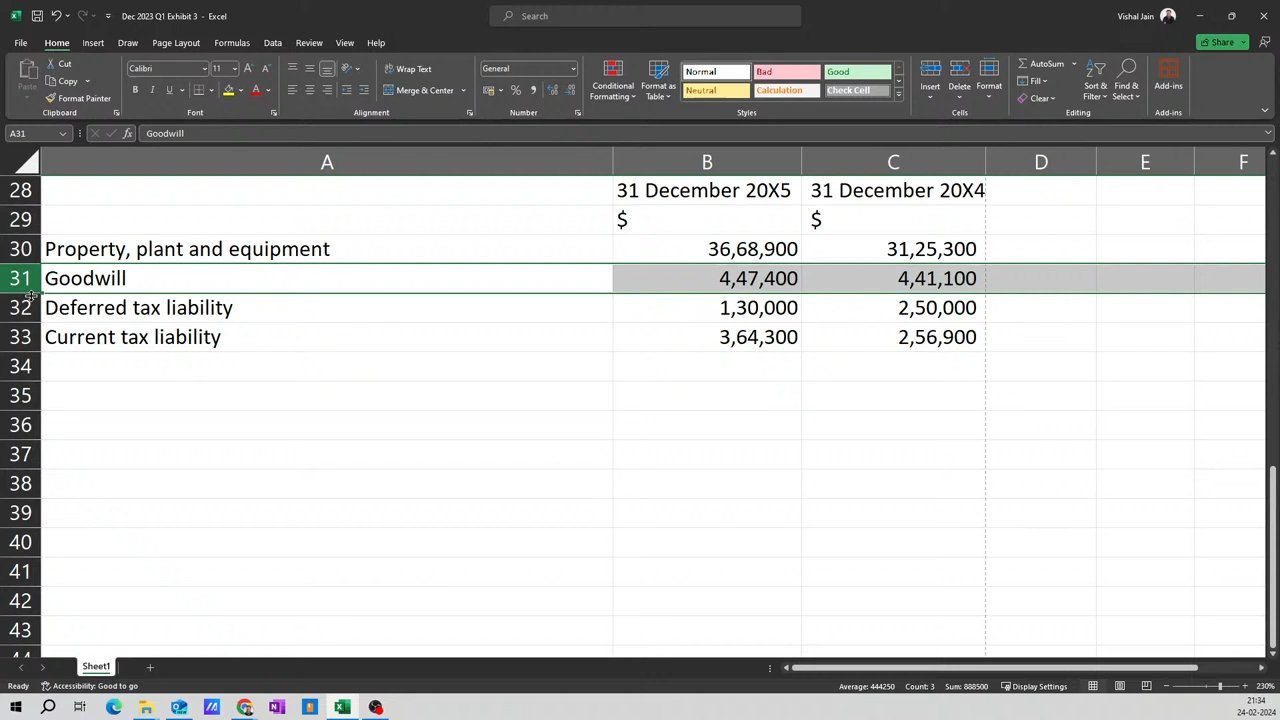 Dec 2023 Q1 Exhibit 3 - Excel
Search
Vishal Jain
File Home Insert Draw Page Layout Formulas Data Review View Help
Share
Paste
Cut
Copy
Format Painter
Clipboard
Calibri 11
B I U
Font
Wrap Text
Merge & Center
Alignment
General
Number
Conditional Formatting
Format as Table
Normal Bad Good
Neutral Calculation Check Cell
Styles
Insert Delete Format
Cells
AutoSum
Fill
Clear
Sort & Filter
Find & Select
Editing
Add-ins
Add-ins
A31 fx Goodwill
A B C D E F
28 31 December 20X5 31 December 20X4
29 $ $
30 Property, plant and equipment 36,68,900 31,25,300
31 Goodwill 4,47,400 4,41,100
32 Deferred tax liability 1,30,000 2,50,000
33 Current tax liability 3,64,300 2,56,900
34
35
36
37
38
39
40
41
42
43
44
Sheet1
Ready Accessibility: Good to go Average: 444250 Count: 3 Sum: 888500 Display Settings 230%
21:34
24-02-2024